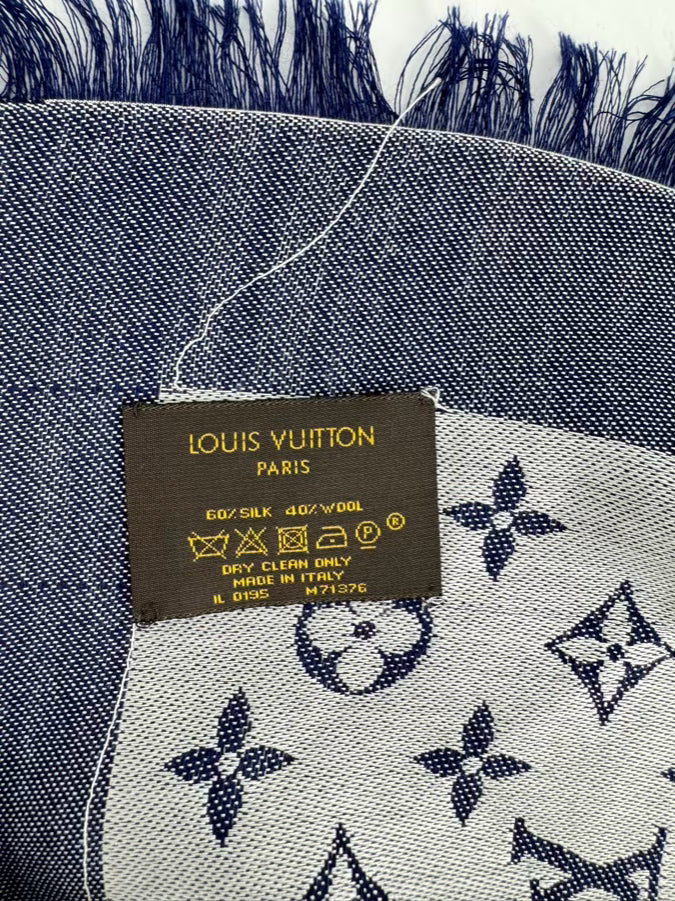 LOUIS VUITTON
PARIS
60% SILK 40% WOOL
P ®
DRY CLEAN ONLY
MADE IN ITALY
IL 0195 M71376